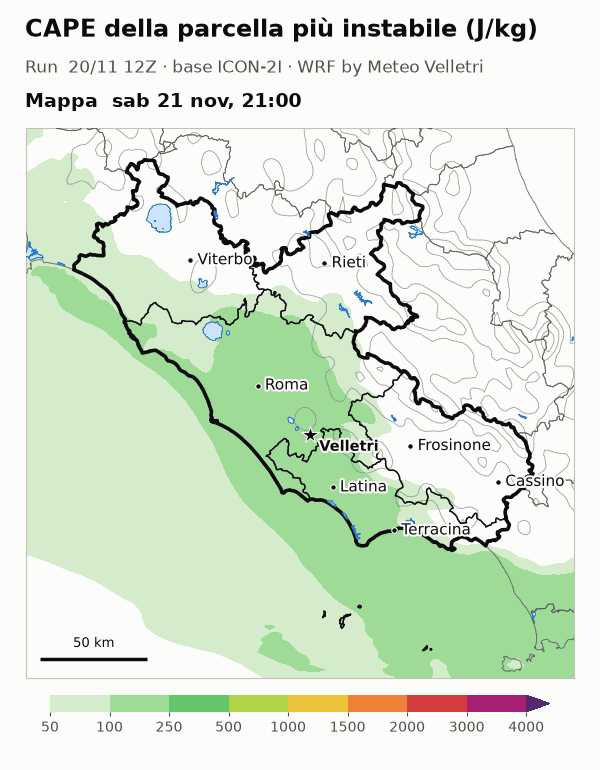 CAPE della parcella più instabile (J/kg)
Run  20/11 12Z · base ICON-2I · WRF by Meteo Velletri
Mappa  sab 21 nov, 21:00
Viterbo
Rieti
Roma
Velletri
Frosinone
Latina
Cassino
Terracina
50 km
50 100 250 500 1000 1500 2000 3000 4000